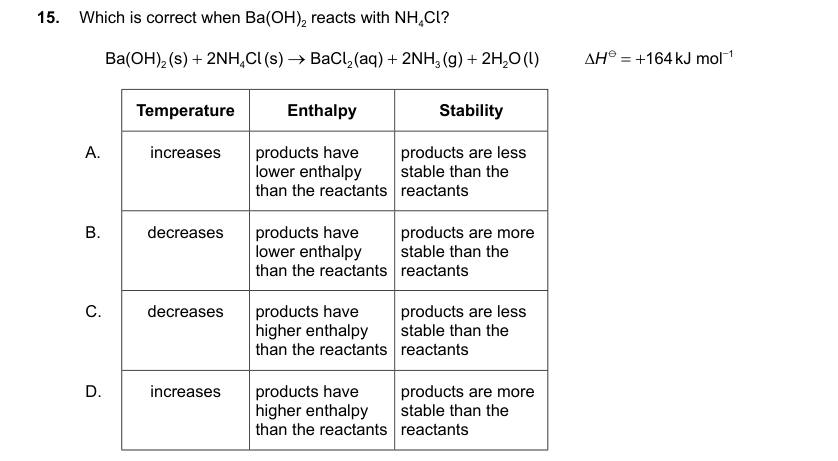 15. Which is correct when Ba(OH)₂ reacts with NH₄Cl?
Ba(OH)₂(s) + 2NH₄Cl(s) → BaCl₂(aq) + 2NH₃(g) + 2H₂O(l) ΔH⦵ = +164 kJ mol⁻¹
Temperature Enthalpy Stability
A. increases products have products are less
lower enthalpy stable than the
than the reactants reactants
B. decreases products have products are more
lower enthalpy stable than the
than the reactants reactants
C. decreases products have products are less
higher enthalpy stable than the
than the reactants reactants
D. increases products have products are more
higher enthalpy stable than the
than the reactants reactants